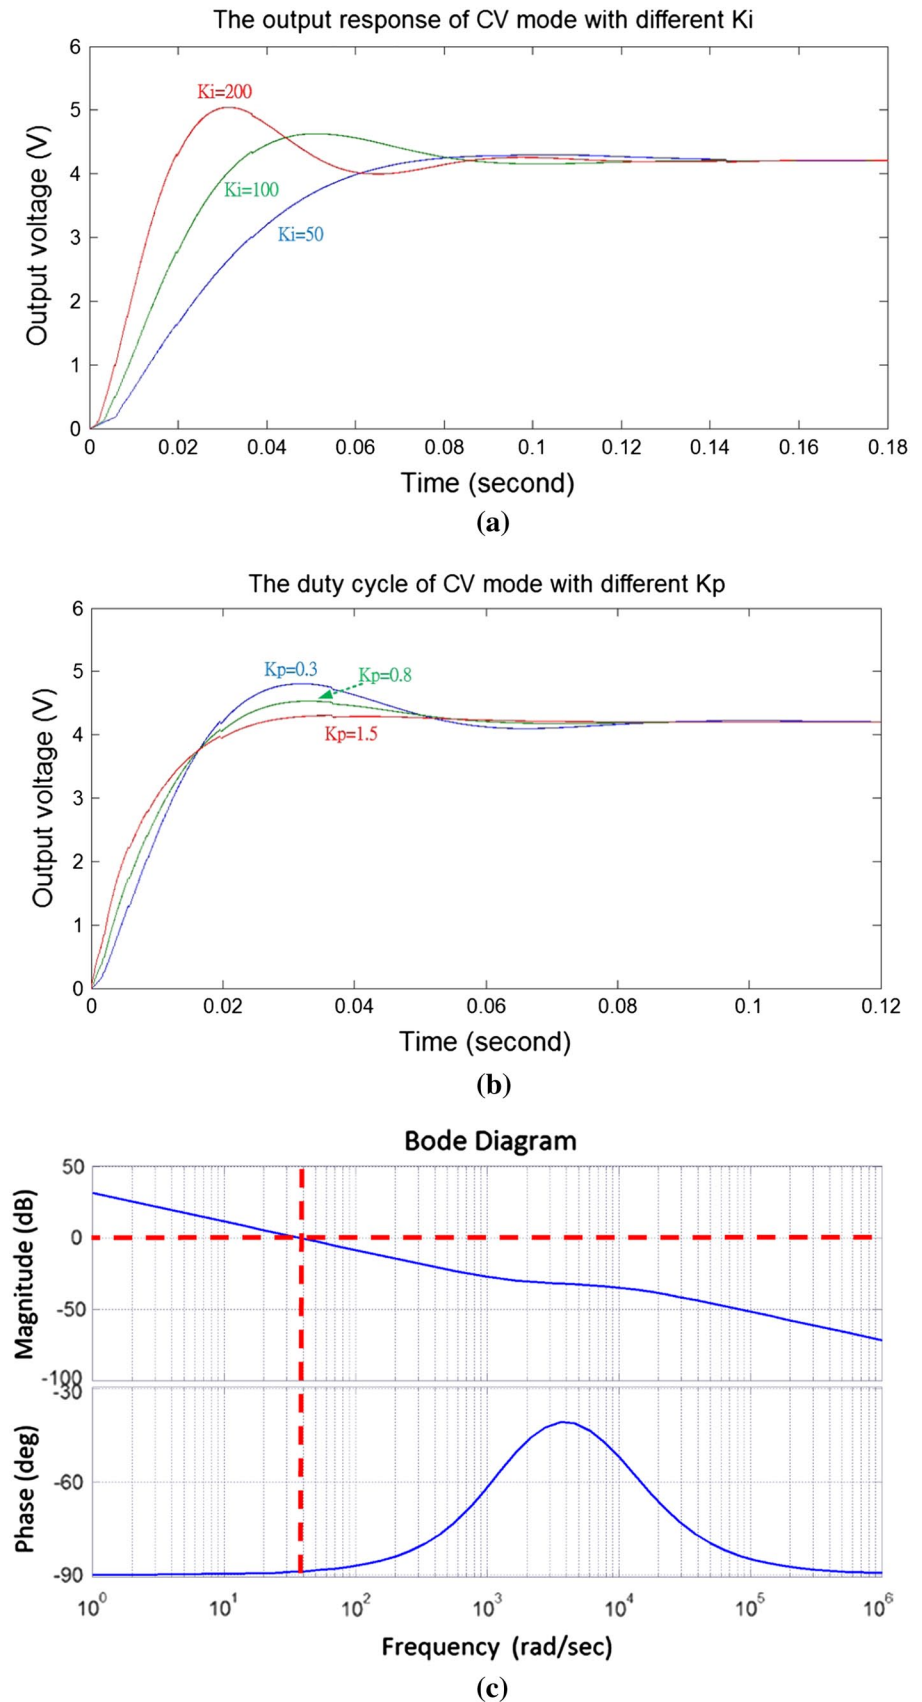 The output response of CV mode with different Ki
6
5
4
3
2
1
0
Output voltage (V)
Ki=200
Ki=100
Ki=50
0 0.02 0.04 0.06 0.08 0.1 0.12 0.14 0.16 0.18
Time (second)
(a)
The duty cycle of CV mode with different Kp
6
5
4
3
2
1
0
Output voltage (V)
Kp=0.3
Kp=0.8
Kp=1.5
0 0.02 0.04 0.06 0.08 0.1 0.12
Time (second)
(b)
Bode Diagram
50
0
-50
-100
Magnitude (dB)
-30
-60
-90
Phase (deg)
10^0 10^1 10^2 10^3 10^4 10^5 10^6
Frequency (rad/sec)
(c)